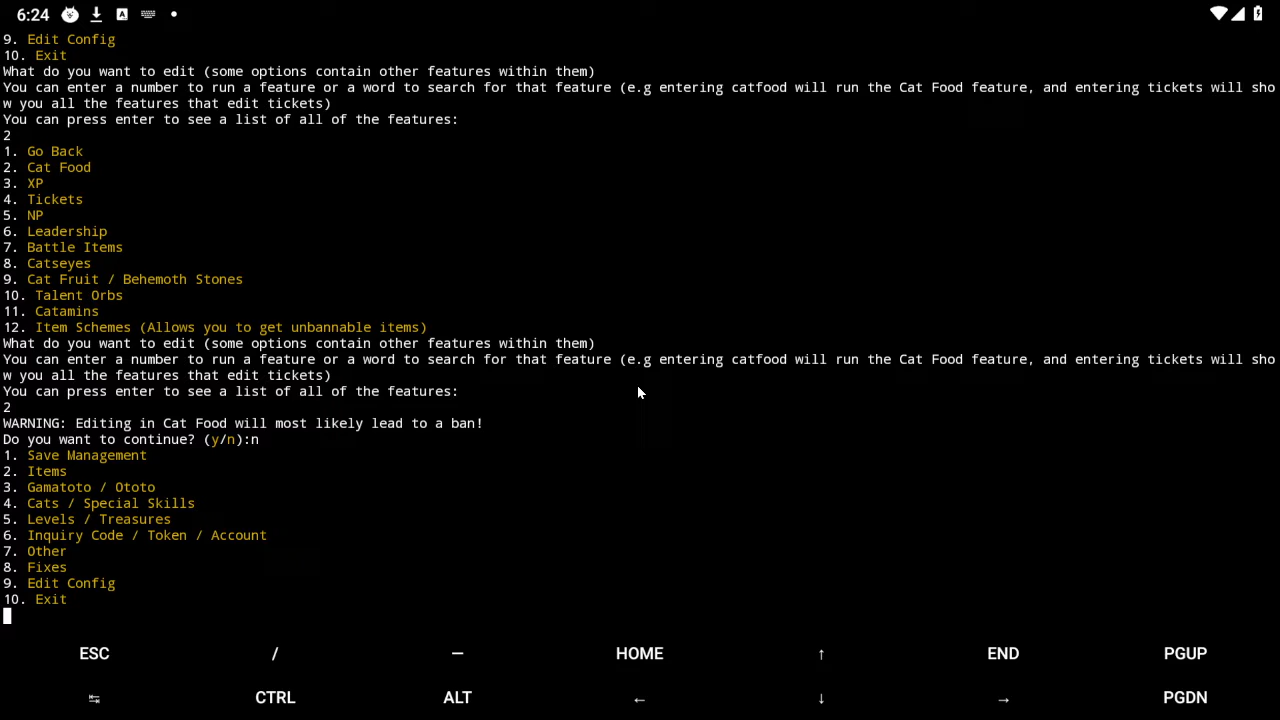 6:24
9. Edit Config
10. Exit
What do you want to edit (some options contain other features within them)
You can enter a number to run a feature or a word to search for that feature (e.g entering catfood will run the Cat Food feature, and entering tickets will sho
w you all the features that edit tickets)
You can press enter to see a list of all of the features:
2
1. Go Back
2. Cat Food
3. XP
4. Tickets
5. NP
6. Leadership
7. Battle Items
8. Catseyes
9. Cat Fruit / Behemoth Stones
10. Talent Orbs
11. Catamins
12. Item Schemes (Allows you to get unbannable items)
What do you want to edit (some options contain other features within them)
You can enter a number to run a feature or a word to search for that feature (e.g entering catfood will run the Cat Food feature, and entering tickets will sho
w you all the features that edit tickets)
You can press enter to see a list of all of the features:
2
WARNING: Editing in Cat Food will most likely lead to a ban!
Do you want to continue? (y/n):n
1. Save Management
2. Items
3. Gamatoto / Ototo
4. Cats / Special Skills
5. Levels / Treasures
6. Inquiry Code / Token / Account
7. Other
8. Fixes
9. Edit Config
10. Exit
ESC / — HOME ↑ END PGUP
↹ CTRL ALT ← ↓ → PGDN